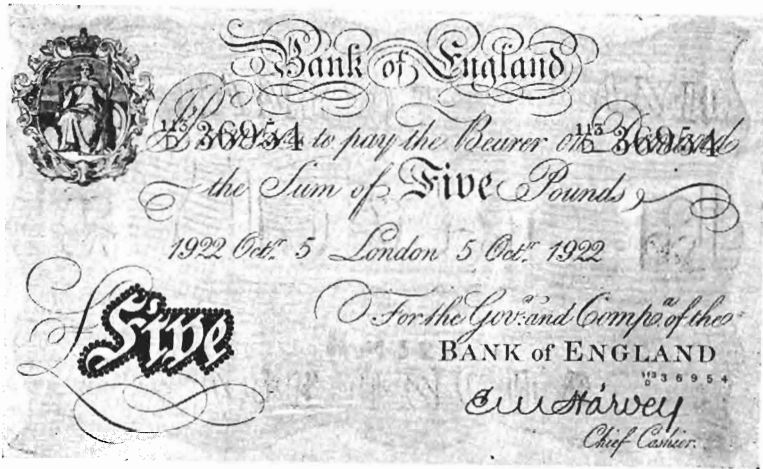 Bank of England
113/D 36954 to pay the Bearer on Demand 113/D 36954
the Sum of Five Pounds
1922 Octr. 5 London 5 Octr. 1922
For the Govr. and Compa. of the
BANK of ENGLAND
Five
113/D 36954
E M Harvey
Chief Cashier.